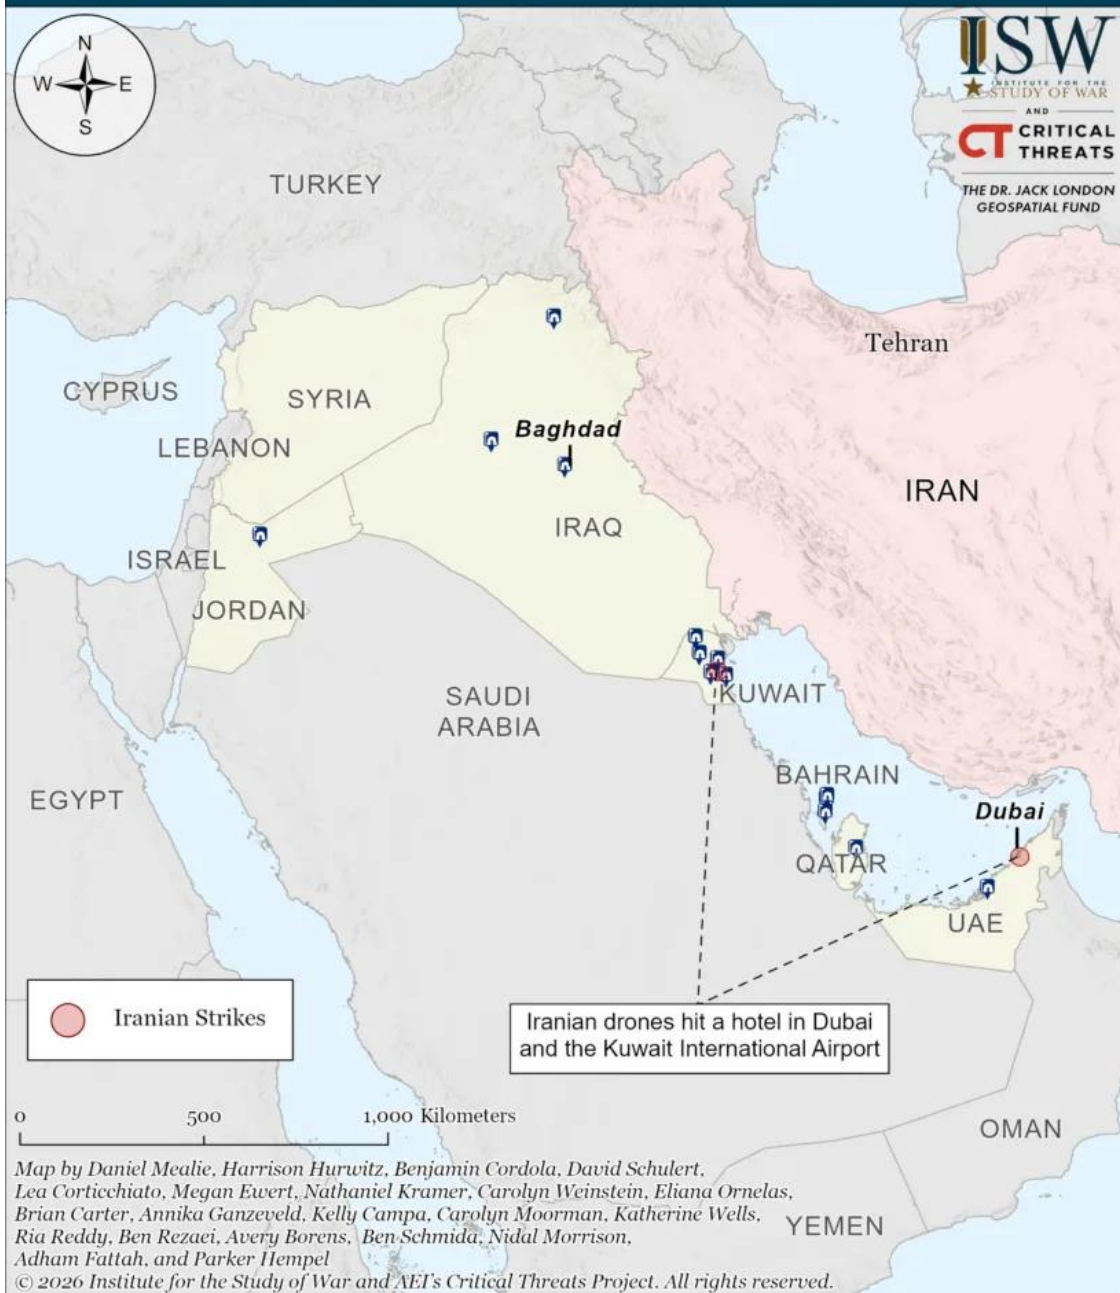 N
W
E
S
ISW
INSTITUTE FOR THE
STUDY OF WAR
AND
CT CRITICAL
THREATS
THE DR. JACK LONDON
GEOSPATIAL FUND
TURKEY
Tehran
CYPRUS
SYRIA
Baghdad
LEBANON
IRAN
IRAQ
ISRAEL
JORDAN
SAUDI
ARABIA
KUWAIT
EGYPT
BAHRAIN
Dubai
QATAR
UAE
Iranian Strikes
Iranian drones hit a hotel in Dubai
and the Kuwait International Airport
0 500 1,000 Kilometers
OMAN
YEMEN
Map by Daniel Mealie, Harrison Hurwitz, Benjamin Cordola, David Schulert,
Lea Corticchiato, Megan Ewert, Nathaniel Kramer, Carolyn Weinstein, Eliana Ornelas,
Brian Carter, Annika Ganzeveld, Kelly Campa, Carolyn Moorman, Katherine Wells,
Ria Reddy, Ben Rezaei, Avery Borens, Ben Schmida, Nidal Morrison,
Adham Fattah, and Parker Hempel
© 2026 Institute for the Study of War and AEI's Critical Threats Project. All rights reserved.